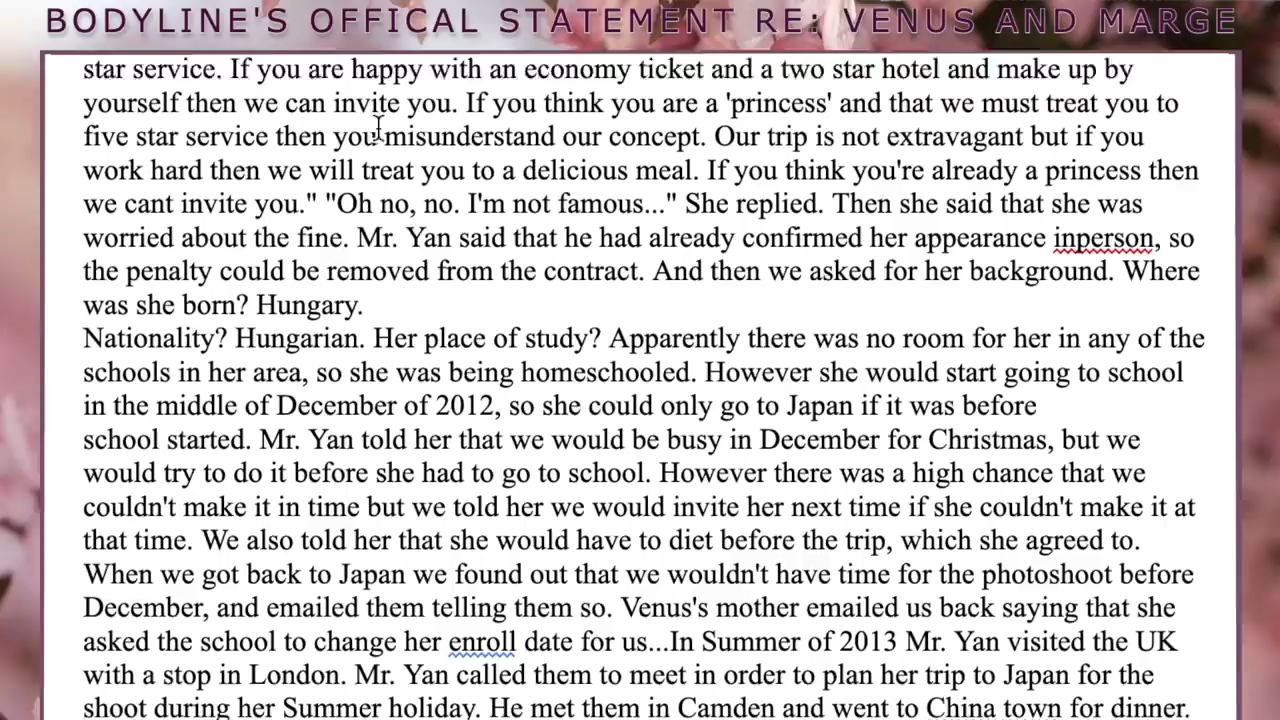 BODYLINE'S OFFICAL STATEMENT RE: VENUS AND MARGE
star service. If you are happy with an economy ticket and a two star hotel and make up by
yourself then we can invite you. If you think you are a 'princess' and that we must treat you to
five star service then you misunderstand our concept. Our trip is not extravagant but if you
work hard then we will treat you to a delicious meal. If you think you're already a princess then
we cant invite you." "Oh no, no. I'm not famous..." She replied. Then she said that she was
worried about the fine. Mr. Yan said that he had already confirmed her appearance inperson, so
the penalty could be removed from the contract. And then we asked for her background. Where
was she born? Hungary.
Nationality? Hungarian. Her place of study? Apparently there was no room for her in any of the
schools in her area, so she was being homeschooled. However she would start going to school
in the middle of December of 2012, so she could only go to Japan if it was before
school started. Mr. Yan told her that we would be busy in December for Christmas, but we
would try to do it before she had to go to school. However there was a high chance that we
couldn't make it in time but we told her we would invite her next time if she couldn't make it at
that time. We also told her that she would have to diet before the trip, which she agreed to.
When we got back to Japan we found out that we wouldn't have time for the photoshoot before
December, and emailed them telling them so. Venus's mother emailed us back saying that she
asked the school to change her enroll date for us...In Summer of 2013 Mr. Yan visited the UK
with a stop in London. Mr. Yan called them to meet in order to plan her trip to Japan for the
shoot during her Summer holiday. He met them in Camden and went to China town for dinner.